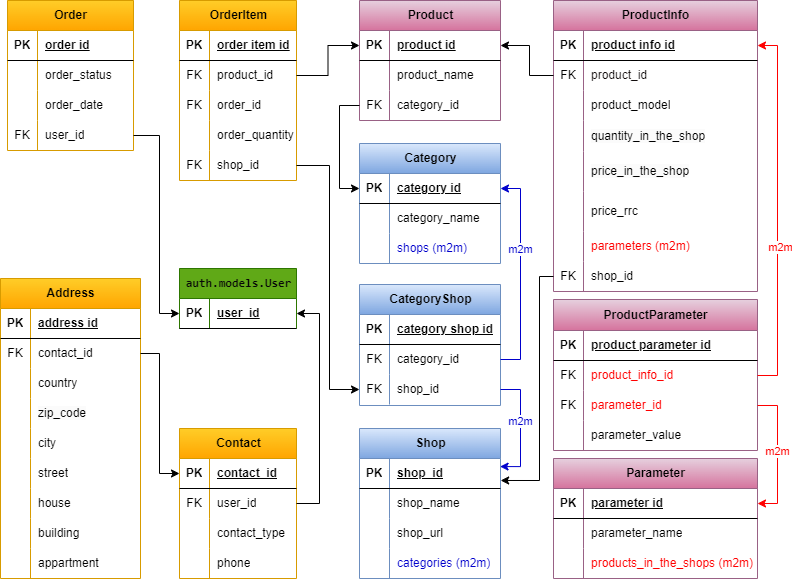 Order
PK order id
order_status
order_date
FK user_id
OrderItem
PK order item id
FK product_id
FK order_id
order_quantity
FK shop_id
Product
PK product id
product_name
FK category_id
ProductInfo
PK product info id
FK product_id
product_model
quantity_in_the_shop
price_in_the_shop
price_rrc
parameters (m2m)
FK shop_id
m2m
Category
PK category id
category_name
shops (m2m)
m2m
Address
PK address id
FK contact_id
country
zip_code
city
street
house
building
appartment
auth.models.User
PK user_id
CategoryShop
PK category shop id
FK category_id
FK shop_id
m2m
ProductParameter
PK product parameter id
FK product_info_id
FK parameter_id
parameter_value
m2m
Contact
PK contact_id
FK user_id
contact_type
phone
Shop
PK shop_id
shop_name
shop_url
categories (m2m)
Parameter
PK parameter id
parameter_name
products_in_the_shops (m2m)